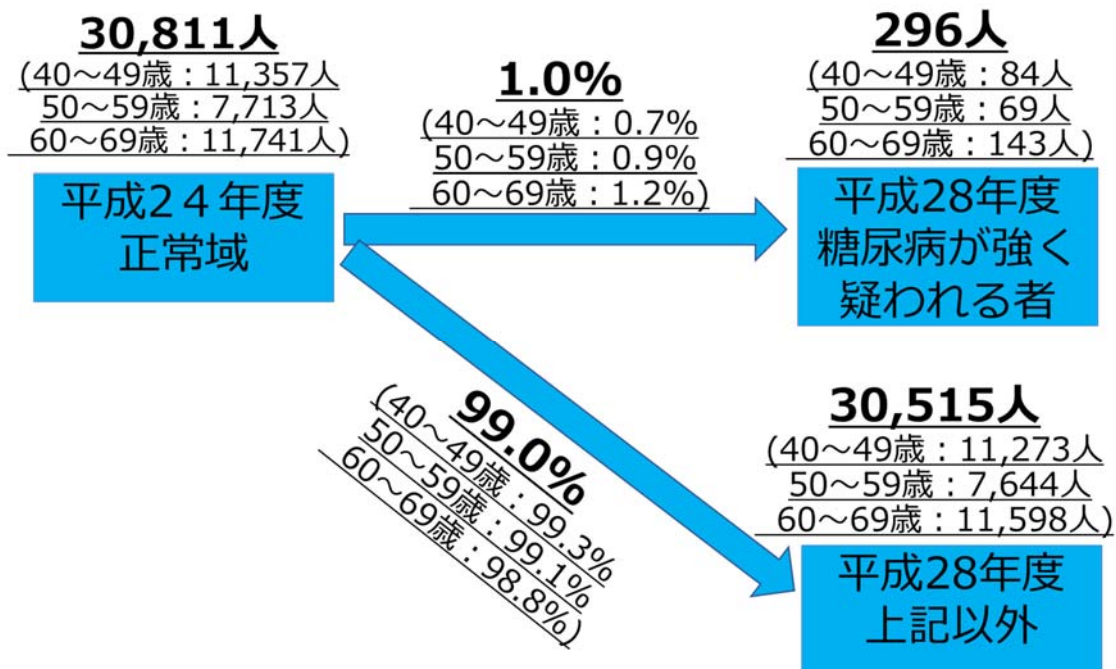 30,811人
(40～49歳：11,357人
50～59歳：7,713人
60～69歳：11,741人)
平成2４年度
正常域
1.0%
(40～49歳：0.7%
50～59歳：0.9%
60～69歳：1.2%)
296人
(40～49歳：84人
50～59歳：69人
60～69歳：143人)
平成28年度
糖尿病が強く
疑われる者
99.0%
(40～49歳：99.3%
50～59歳：99.1%
60～69歳：98.8%)
30,515人
(40～49歳：11,273人
50～59歳：7,644人
60～69歳：11,598人)
平成28年度
上記以外